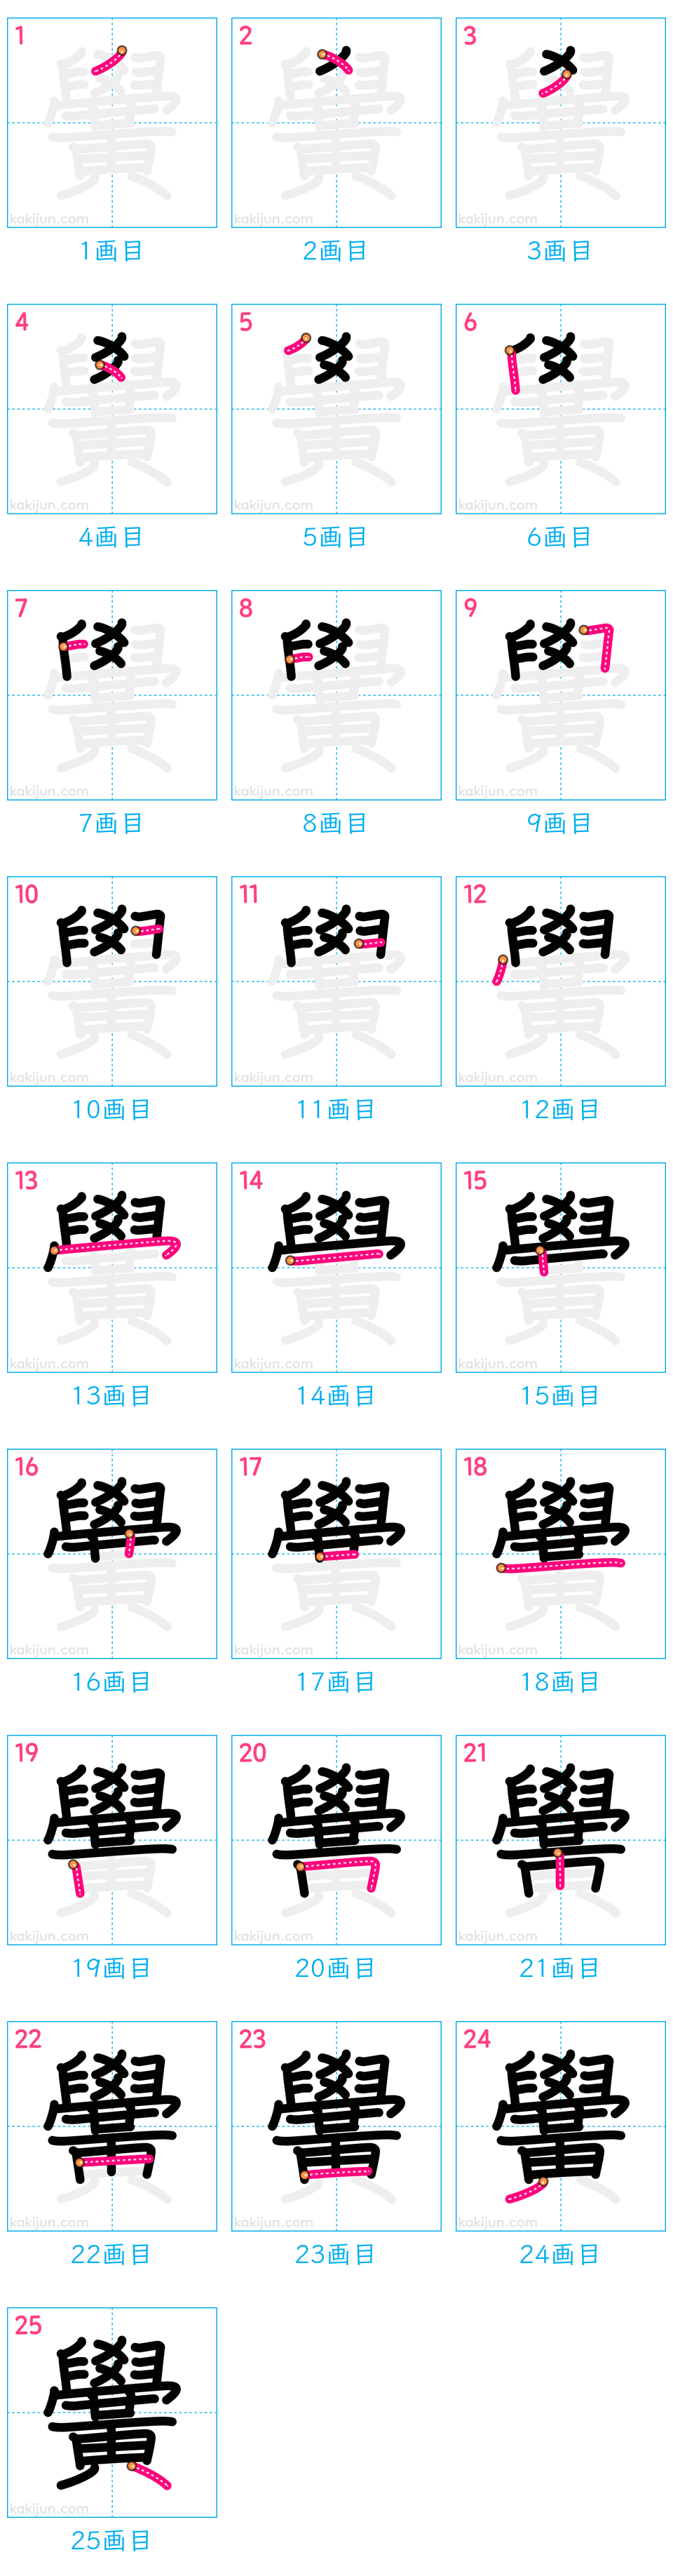 1 2 3
kakijun.com kakijun.com kakijun.com
1画目 2画目 3画目
4 5 6
kakijun.com kakijun.com kakijun.com
4画目 5画目 6画目
7 8 9
kakijun.com kakijun.com kakijun.com
7画目 8画目 9画目
10 11 12
kakijun.com kakijun.com kakijun.com
10画目 11画目 12画目
13 14 15
kakijun.com kakijun.com kakijun.com
13画目 14画目 15画目
16 17 18
kakijun.com kakijun.com kakijun.com
16画目 17画目 18画目
19 20 21
kakijun.com kakijun.com kakijun.com
19画目 20画目 21画目
22 23 24
kakijun.com kakijun.com kakijun.com
22画目 23画目 24画目
25
黌
kakijun.com
25画目